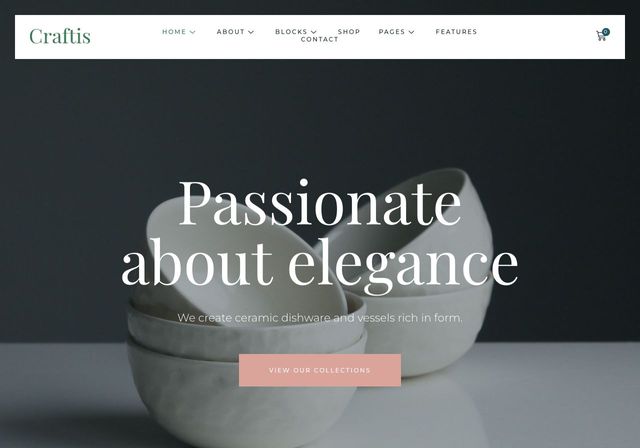 Craftis
HOME ABOUT BLOCKS SHOP PAGES FEATURES
CONTACT
0
Passionate
about elegance
We create ceramic dishware and vessels rich in form.
VIEW OUR COLLECTIONS